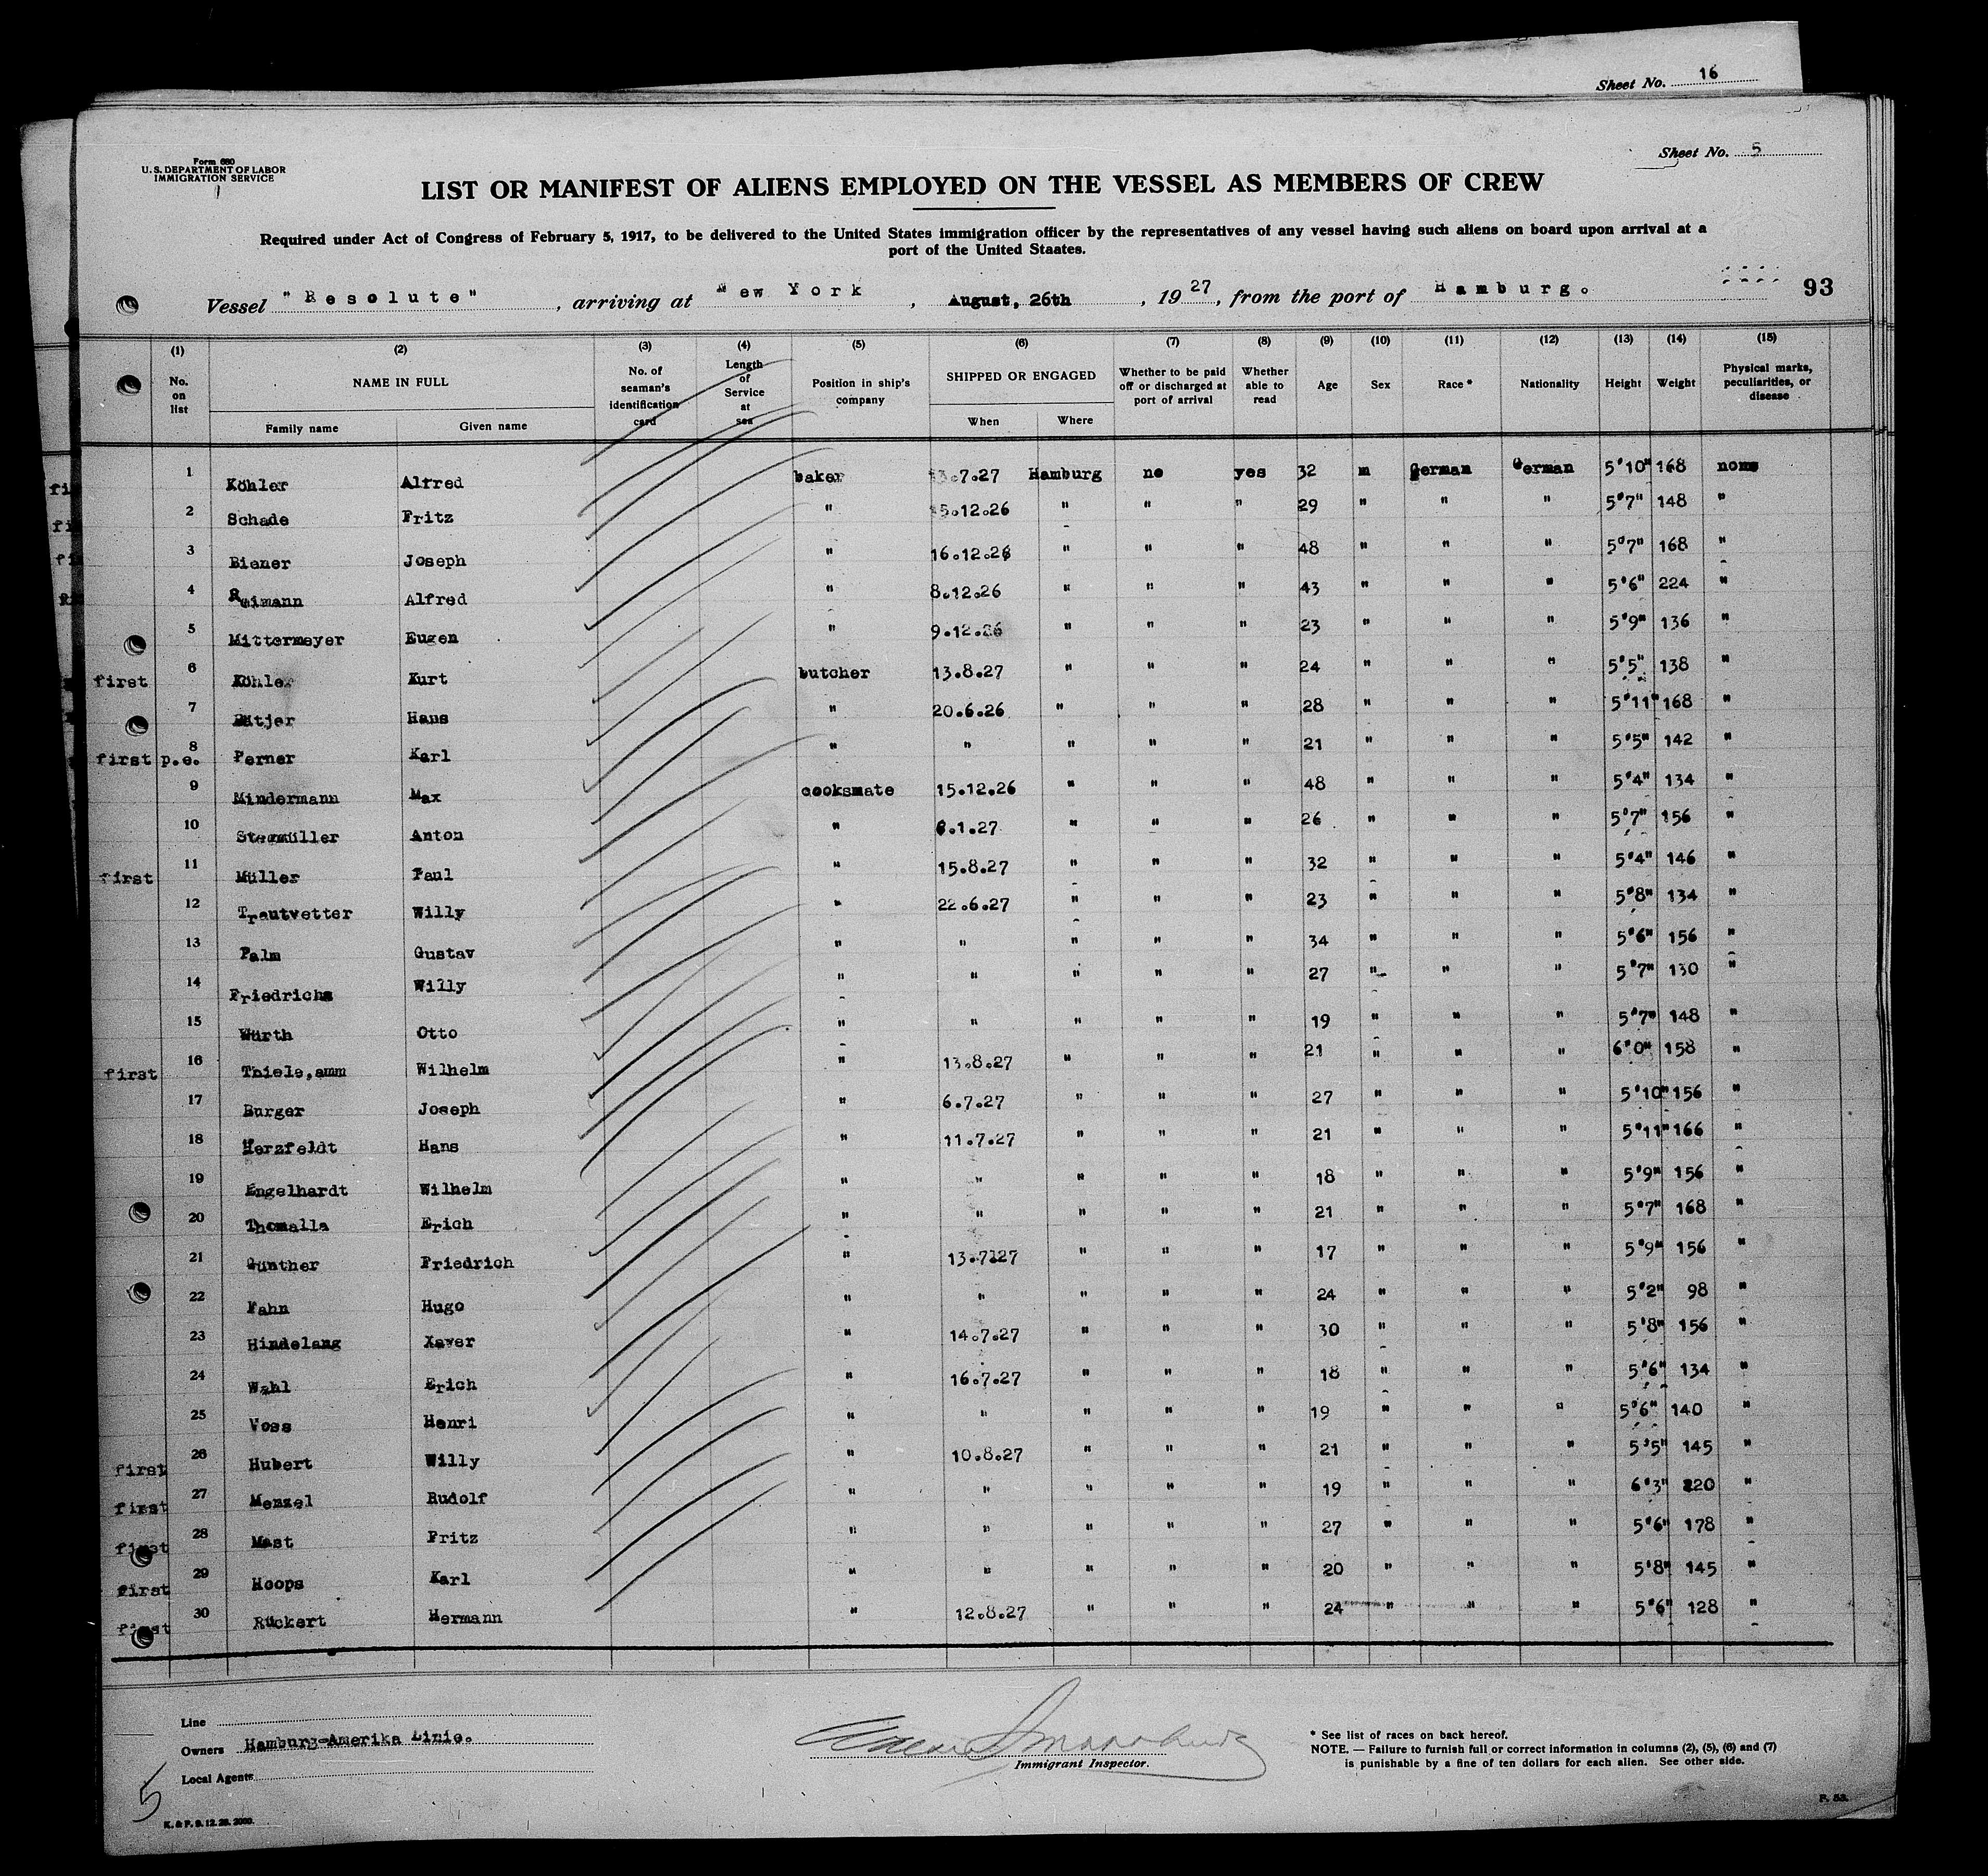 Sheet No. 16
Form 680
U. S. DEPARTMENT OF LABOR
IMMIGRATION SERVICE
Sheet No. 5
LIST OR MANIFEST OF ALIENS EMPLOYED ON THE VESSEL AS MEMBERS OF CREW
Required under Act of Congress of February 5, 1917, to be delivered to the United States immigration officer by the representatives of any vessel having such aliens on board upon arrival at a
port of the United Staates.
Vessel "Resolute", arriving at New York, August, 26th, 1927, from the port of Hamburg. 93
(1) No. on list (2) NAME IN FULL Family name Given name (3) No. of seaman's identification card (4) Length of Service at sea (5) Position in ship's company (6) SHIPPED OR ENGAGED When Where (7) Whether to be paid off or discharged at port of arrival (8) Whether able to read (9) Age (10) Sex (11) Race * (12) Nationality (13) Height (14) Weight (15) Physical marks, peculiarities, or disease
1 Köhler Alfred baker 13.7.27 Hamburg no yes 32 m german German 5'10" 168 none
2 Schade Fritz " 15.12.26 " " " 29 " " " 5'7" 148 "
3 Biener Joseph " 16.12.26 " " " 48 " " " 5'7" 168 "
4 Reimann Alfred " 8.12.26 " " " 43 " " " 5'6" 224 "
5 Mittermeyer Eugen " 9.12.26 " " " 23 " " " 5'9" 136 "
first 6 Köhler Kurt butcher 13.8.27 " " " 24 " " " 5'5" 138 "
7 Bätjer Hans " 20.6.26 " " " 28 " " " 5'11" 168 "
first p.e. 8 Perner Karl " " " " " 21 " " " 5'5" 142 "
9 Mindermann Max cooksmate 15.12.26 " " " 48 " " " 5'4" 134 "
10 Stegmüller Anton " 6.1.27 " " " 26 " " " 5'7" 156 "
first 11 Müller Paul " 15.8.27 " " " 32 " " " 5'4" 146 "
12 Trautvetter Willy " 22.6.27 " " " 23 " " " 5'8" 134 "
13 Palm Gustav " " " " " 34 " " " 5'6" 156 "
14 Friedrichs Willy " " " " " 27 " " " 5'7" 130 "
15 Würth Otto " " " " " 19 " " " 5'7" 148 "
first 16 Thiele,amm Wilhelm " 13.8.27 " " " 21 " " " 6'0" 158 "
17 Burger Joseph " 6.7.27 " " " 27 " " " 5'10" 156 "
18 Herzfeldt Hans " 11.7.27 " " " 21 " " " 5'11" 166 "
19 Engelhardt Wilhelm " " " " " 18 " " " 5'9" 156 "
20 Thomalla Erich " " " " " 21 " " " 5'7" 168 "
21 Günther Friedrich " 13.7127 " " " 17 " " " 5'9" 156 "
22 Fahn Hugo " " " " " 24 " " " 5'2" 98 "
23 Hindelang Xaver " 14.7.27 " " " 30 " " " 5'8" 156 "
24 Wahl Erich " 16.7.27 " " " 18 " " " 5'6" 134 "
25 Voss Henri " " " " " 19 " " " 5'6" 140 "
first 26 Hubert Willy " 10.8.27 " " " 21 " " " 5'5" 145 "
first 27 Menzel Rudolf " " " " " 19 " " " 6'3" 220 "
first 28 Mast Fritz " " " " " 27 " " " 5'6" 178 "
first 29 Hoops Karl " " " " " 20 " " " 5'8" 145 "
first 30 Rückert Hermann " 12.8.27 " " " 24 " " " 5'6" 128 "
Line
Owners Hamburg-Amerika Linie.
Local Agents
Immigrant Inspector.
* See list of races on back hereof.
NOTE. — Failure to furnish full or correct information in columns (2), (5), (6) and (7)
is punishable by a fine of ten dollars for each alien. See other side.
5
K. & P. 9.12.25. 2000.
P. 53.